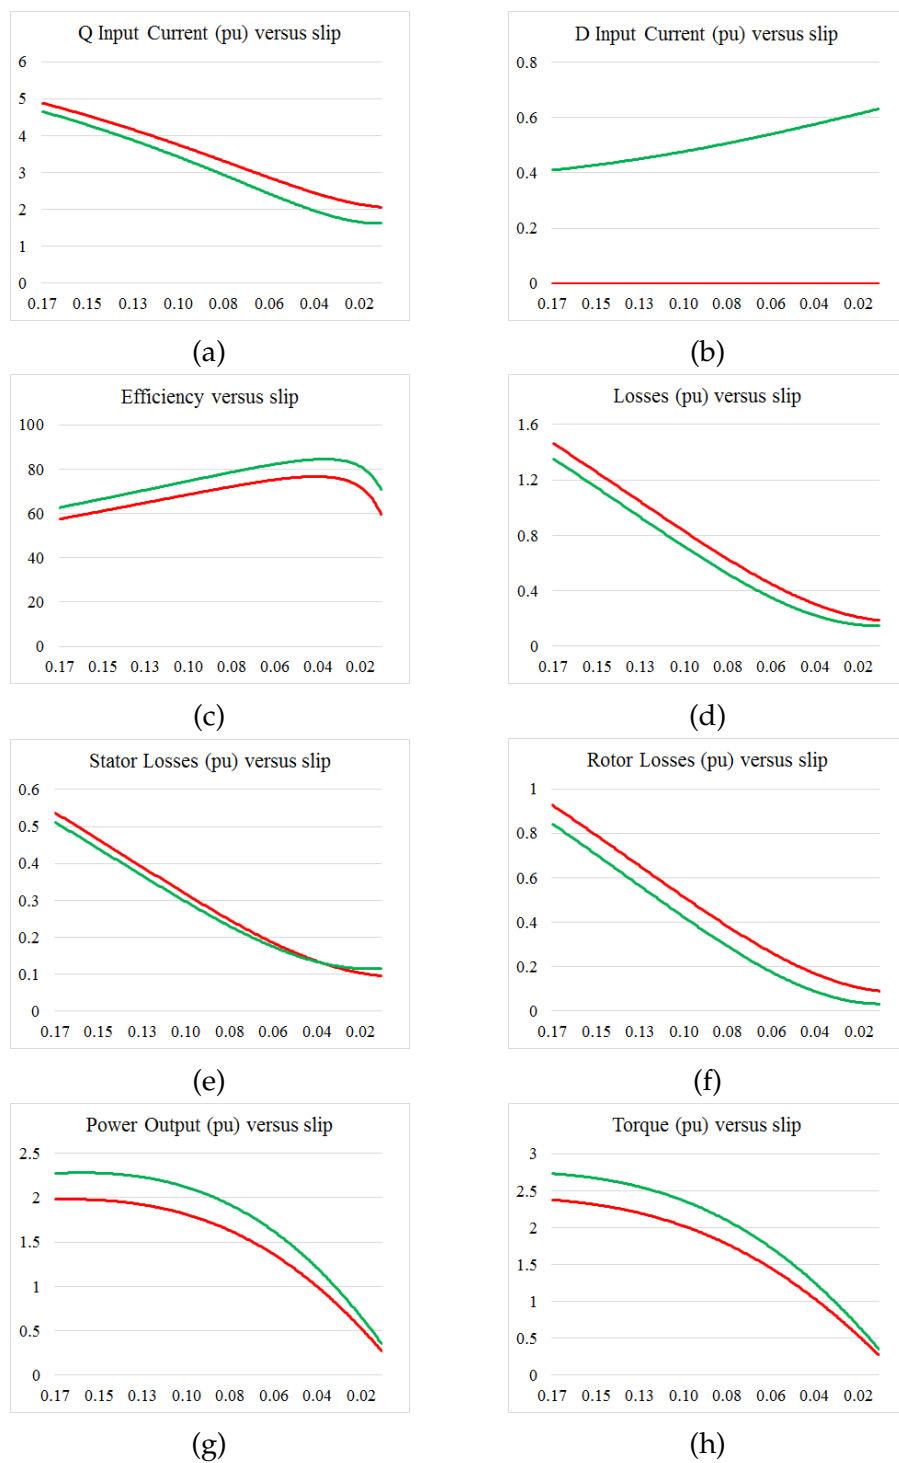 Q Input Current (pu) versus slip
6
5
4
3
2
1
0
0.17 0.15 0.13 0.10 0.08 0.06 0.04 0.02
(a)
D Input Current (pu) versus slip
0.8
0.6
0.4
0.2
0
0.17 0.15 0.13 0.10 0.08 0.06 0.04 0.02
(b)
Efficiency versus slip
100
80
60
40
20
0
0.17 0.15 0.13 0.10 0.08 0.06 0.04 0.02
(c)
Losses (pu) versus slip
1.6
1.2
0.8
0.4
0
0.17 0.15 0.13 0.10 0.08 0.06 0.04 0.02
(d)
Stator Losses (pu) versus slip
0.6
0.5
0.4
0.3
0.2
0.1
0
0.17 0.15 0.13 0.10 0.08 0.06 0.04 0.02
(e)
Rotor Losses (pu) versus slip
1
0.8
0.6
0.4
0.2
0
0.17 0.15 0.13 0.10 0.08 0.06 0.04 0.02
(f)
Power Output (pu) versus slip
2.5
2
1.5
1
0.5
0
0.17 0.15 0.13 0.10 0.08 0.06 0.04 0.02
(g)
Torque (pu) versus slip
3
2.5
2
1.5
1
0.5
0
0.17 0.15 0.13 0.10 0.08 0.06 0.04 0.02
(h)